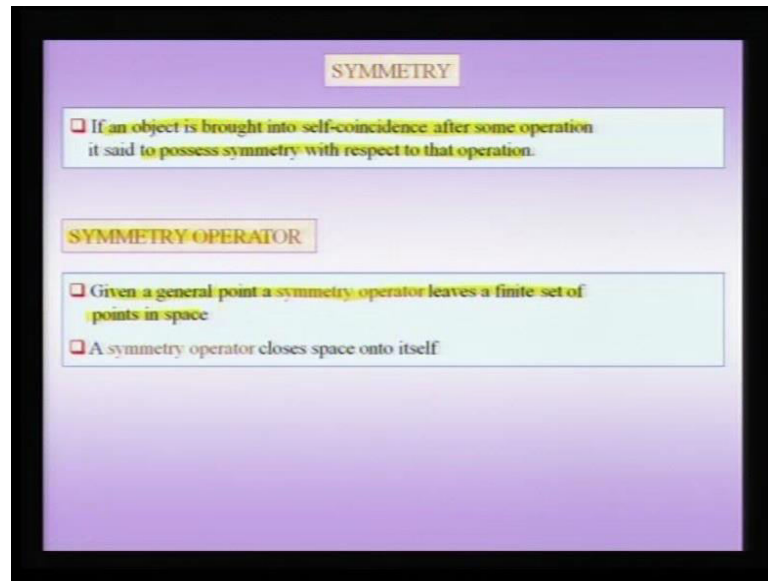 SYMMETRY
❑ If an object is brought into self-coincidence after some operation
it said to possess symmetry with respect to that operation.
SYMMETRY OPERATOR
❑ Given a general point a symmetry operator leaves a finite set of
points in space
❑ A symmetry operator closes space onto itself